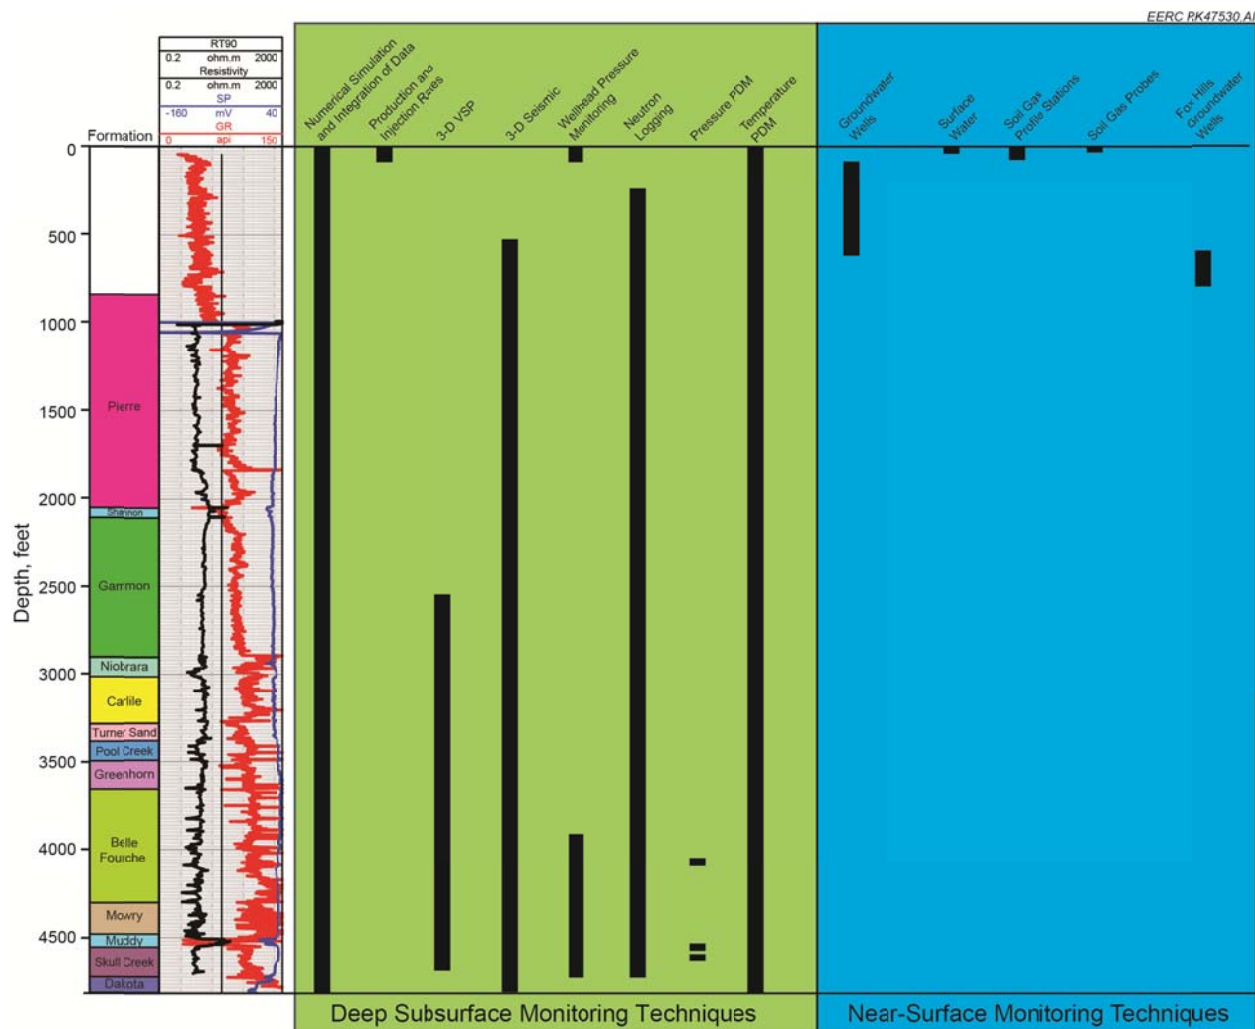 EERC RK47530.AI
RT90
0.2 ohm.m 2000
Resistivity
0.2 ohm.m 2000
SP
-160 mV 40
GR
0 api 150
Formation
Numerical Simulation
and Integration of Data
Production and
Injection Rates
3-D VSP
3-D Seismic
Wellhead Pressure
Monitoring
Neutron
Logging
Pressure PDM
Temperature
PDM
Groundwater
Wells
Surface
Water
Soil Gas
Profile Stations
Soil Gas Probes
Fox Hills
Groundwater
Wells
Depth, feet
0
500
1000
1500
2000
2500
3000
3500
4000
4500
Pierre
Shannon
Gammon
Niobrara
Carlile
Turner Sand
Pool Creek
Greenhorn
Belle
Fourche
Mowry
Muddy
Skull Creek
Dakota
Deep Subsurface Monitoring Techniques
Near-Surface Monitoring Techniques